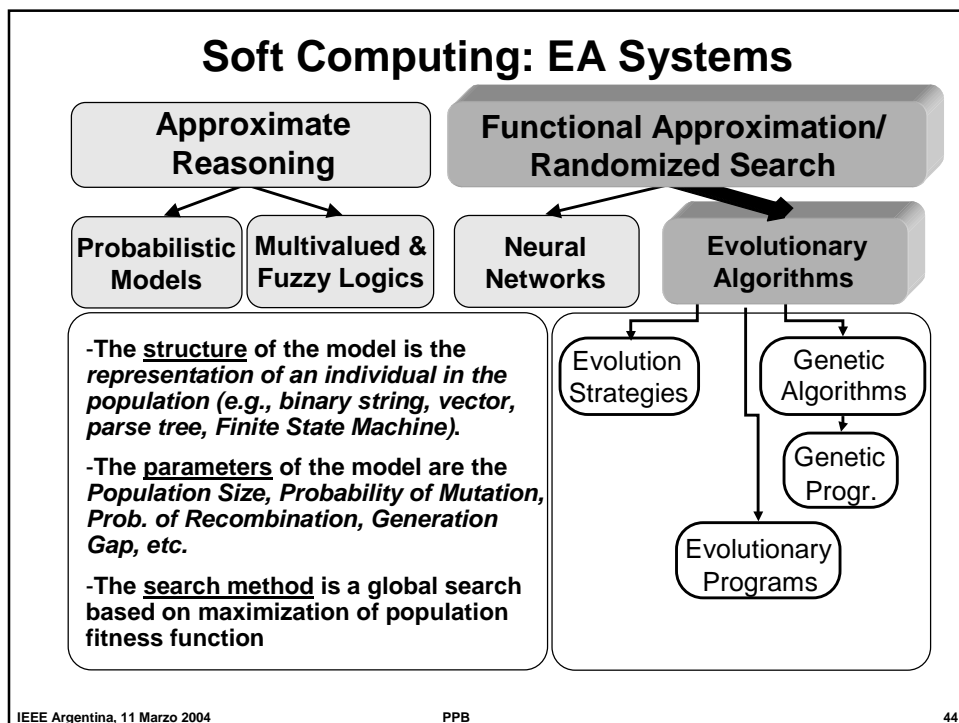 Soft Computing: EA Systems
Approximate
Reasoning
Functional Approximation/
Randomized Search
Probabilistic
Models
Multivalued &
Fuzzy Logics
Neural
Networks
Evolutionary
Algorithms
-The structure of the model is the
representation of an individual in the
population (e.g., binary string, vector,
parse tree, Finite State Machine).
-The parameters of the model are the
Population Size, Probability of Mutation,
Prob. of Recombination, Generation
Gap, etc.
-The search method is a global search
based on maximization of population
fitness function
Evolution
Strategies
Genetic
Algorithms
Genetic
Progr.
Evolutionary
Programs
IEEE Argentina, 11 Marzo 2004
PPB
44